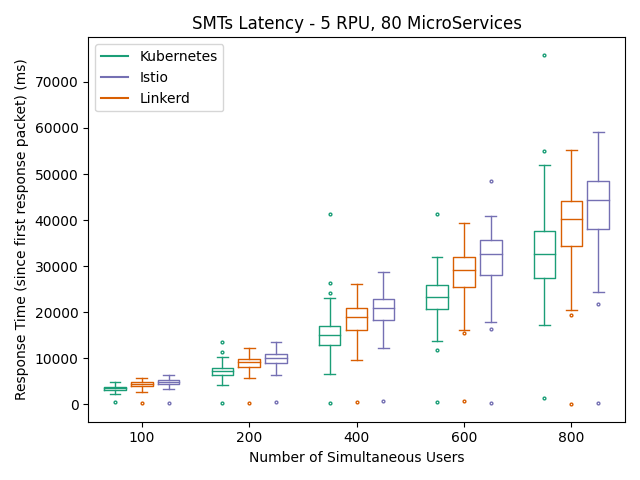 SMTs Latency - 5 RPU, 80 MicroServices
Kubernetes
Istio
Linkerd
Response Time (since first response packet) (ms)
70000
60000
50000
40000
30000
20000
10000
0
100 200 400 600 800
Number of Simultaneous Users